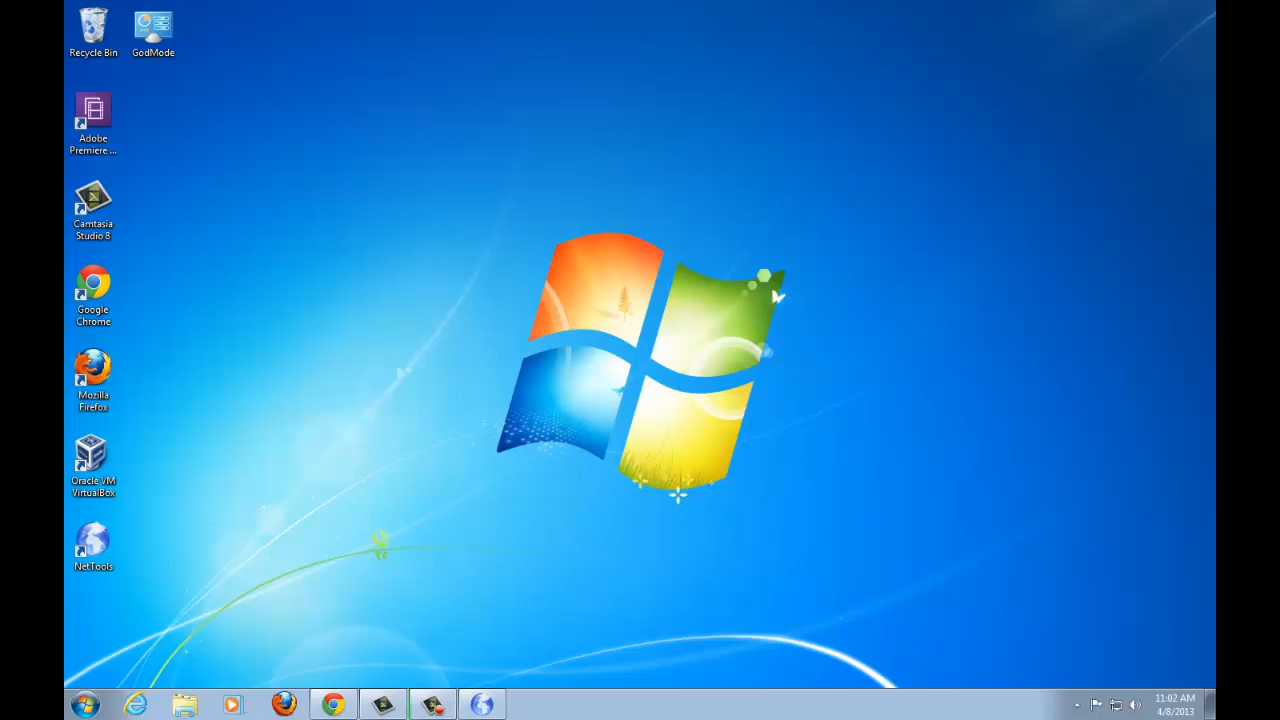 Recycle Bin
GodMode
Adobe
Premiere ...
Camtasia
Studio 8
Google
Chrome
Mozilla
Firefox
Oracle VM
VirtualBox
NetTools
11:02 AM
4/8/2013